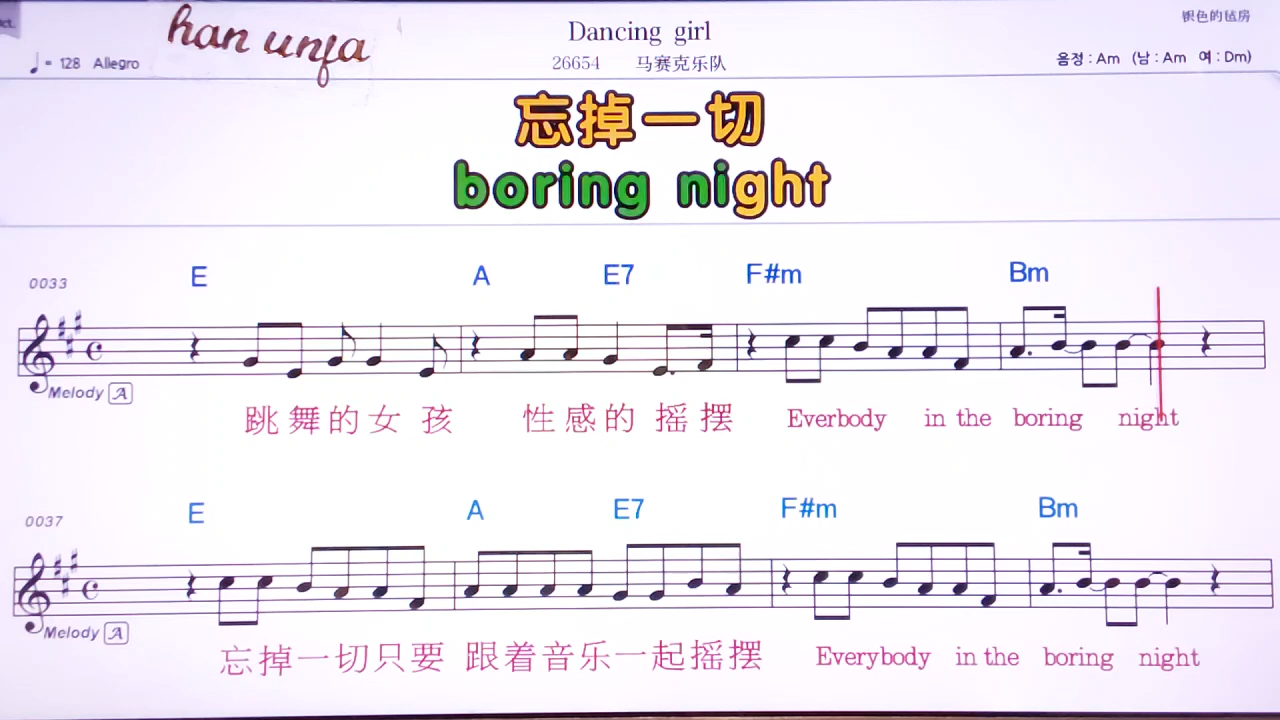 han unfa
Dancing girl
银色的毡房
♩= 128 Allegro
26654 马赛克乐队
음정 : Am (남 : Am 여 : Dm)
忘掉一切
boring night
0033
E A E7 F#m Bm
Melody A
跳舞的女孩 性感的摇摆 Everbody in the boring night
0037
E A E7 F#m Bm
Melody A
忘掉一切只要 跟着音乐一起摇摆 Everybody in the boring night